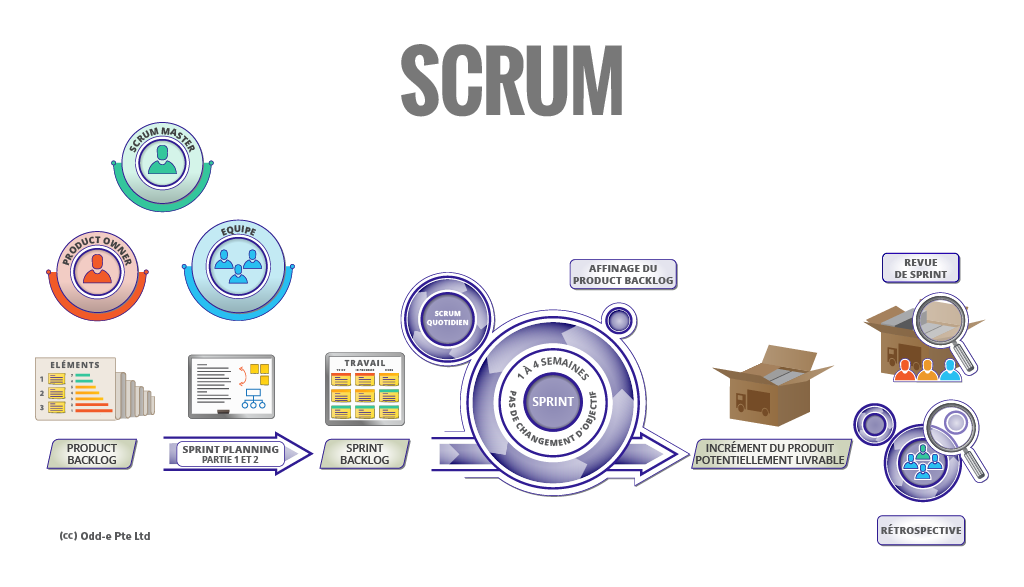 SCRUM
SCRUM MASTER
PRODUCT OWNER
EQUIPE
AFFINAGE DU
PRODUCT BACKLOG
REVUE
DE SPRINT
SCRUM
QUOTIDIEN
ELÉMENTS
1
2
3
TRAVAIL
1 À 4 SEMAINES
SPRINT
PAS DE CHANGEMENT D'OBJECTIF
PRODUCT
BACKLOG
SPRINT PLANNING
PARTIE 1 ET 2
SPRINT
BACKLOG
INCRÉMENT DU PRODUIT
POTENTIELLEMENT LIVRABLE
RÉTROSPECTIVE
(cc) Odd-e Pte Ltd